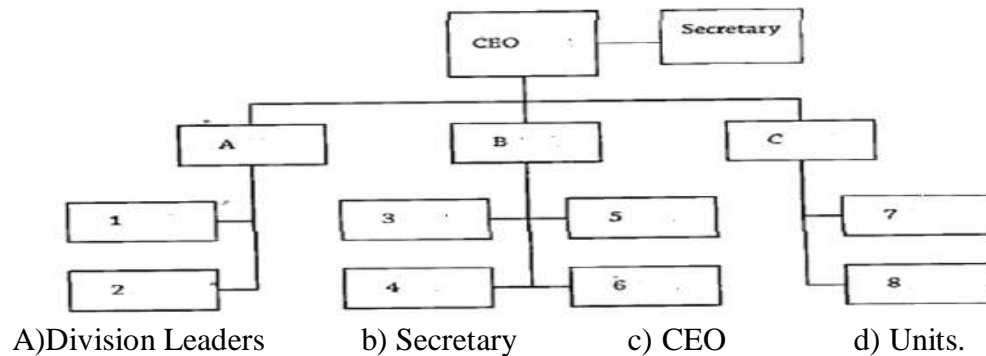 Secretary
CEO
A B C
1 3 5 7
2 4 6 8
A)Division Leaders b) Secretary c) CEO d) Units.